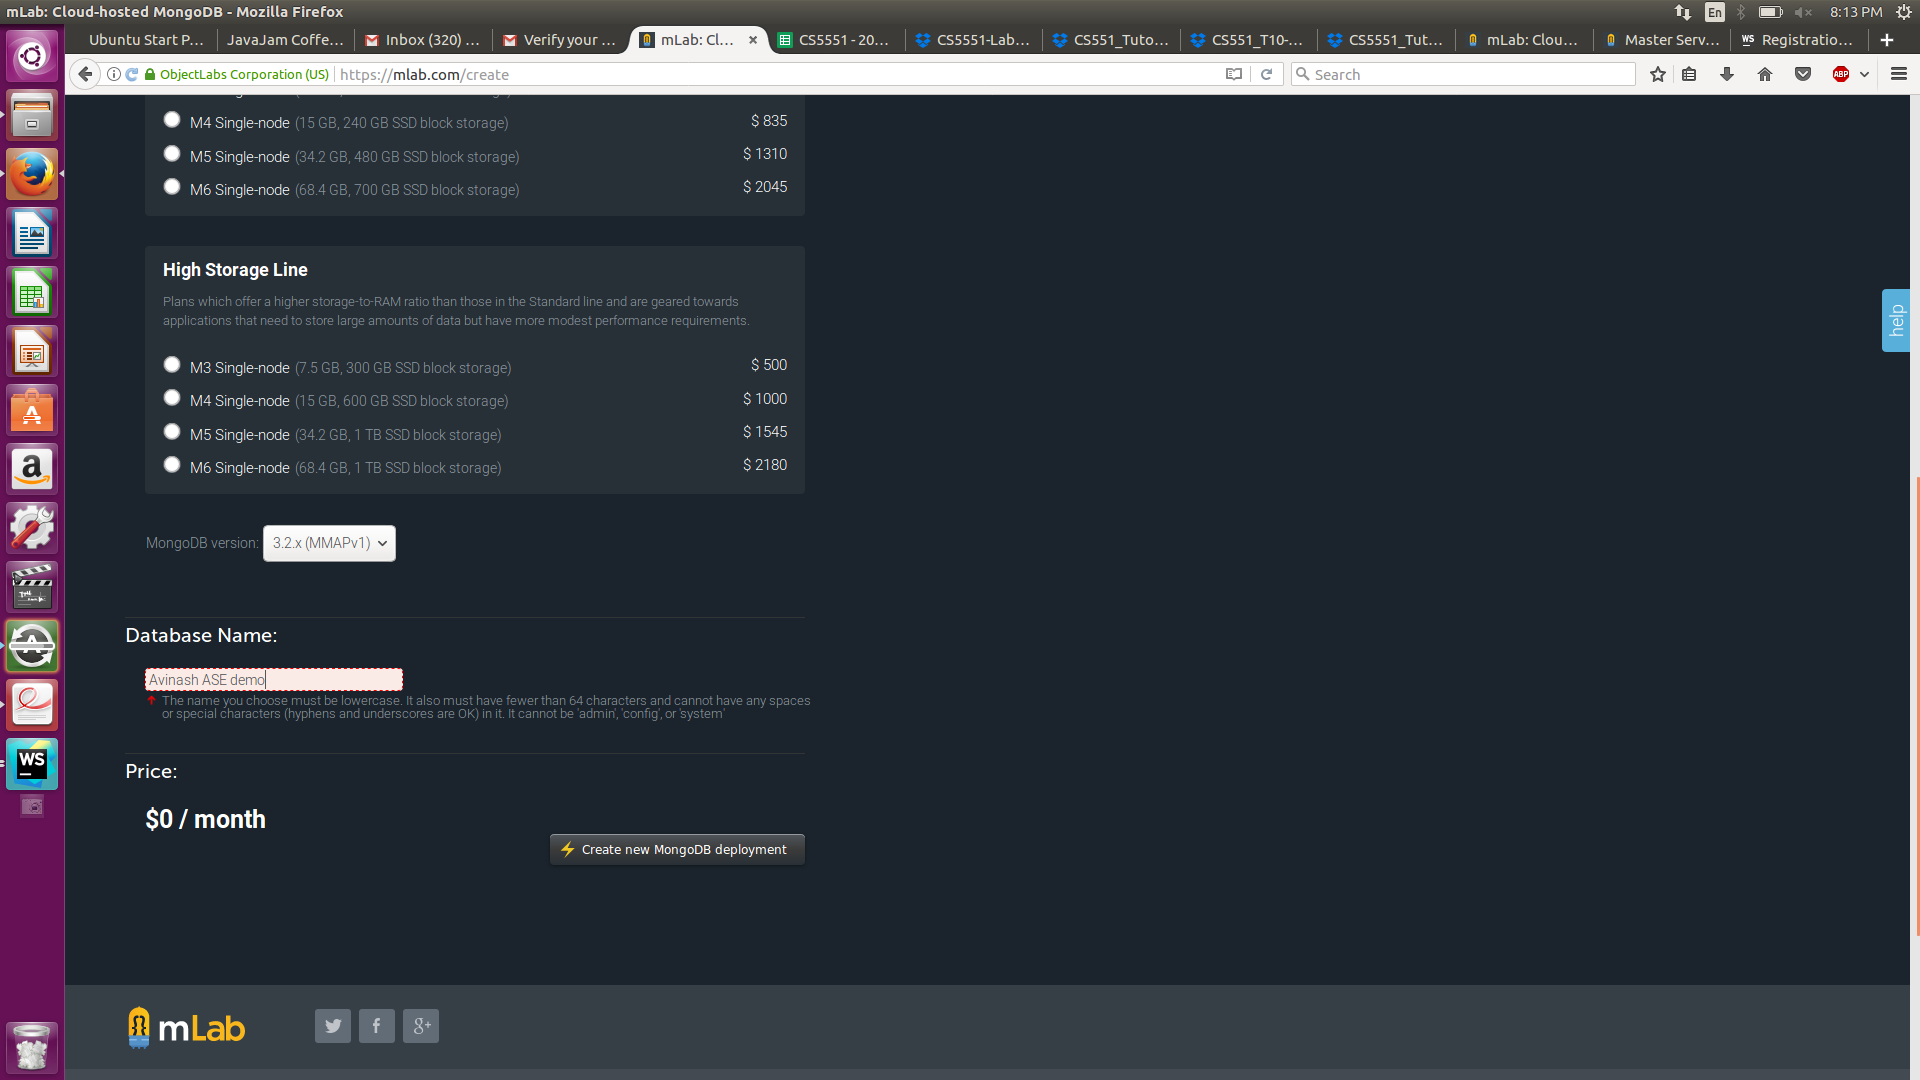 mLab: Cloud-hosted MongoDB - Mozilla Firefox
En
8:13 PM
Ubuntu Start P...
JavaJam Coffe...
Inbox (320) ...
Verify your ...
mLab: Cl...
CS5551 - 20...
CS5551-Lab...
CS551_Tuto...
CS551_T10-...
CS5551_Tut...
mLab: Clou...
Master Serv...
WS Registratio...
ObjectLabs Corporation (US)
https://mlab.com/create
Search
ABP
M4 Single-node (15 GB, 240 GB SSD block storage) $ 835
M5 Single-node (34.2 GB, 480 GB SSD block storage) $ 1310
M6 Single-node (68.4 GB, 700 GB SSD block storage) $ 2045
High Storage Line
Plans which offer a higher storage-to-RAM ratio than those in the Standard line and are geared towards
applications that need to store large amounts of data but have more modest performance requirements.
help
M3 Single-node (7.5 GB, 300 GB SSD block storage) $ 500
M4 Single-node (15 GB, 600 GB SSD block storage) $ 1000
M5 Single-node (34.2 GB, 1 TB SSD block storage) $ 1545
M6 Single-node (68.4 GB, 1 TB SSD block storage) $ 2180
MongoDB version: 3.2.x (MMAPv1)
Database Name:
Avinash ASE demo
The name you choose must be lowercase. It also must have fewer than 64 characters and cannot have any spaces
or special characters (hyphens and underscores are OK) in it. It cannot be 'admin', 'config', or 'system'
WS
Price:
$0 / month
Create new MongoDB deployment
mLab
f
g+